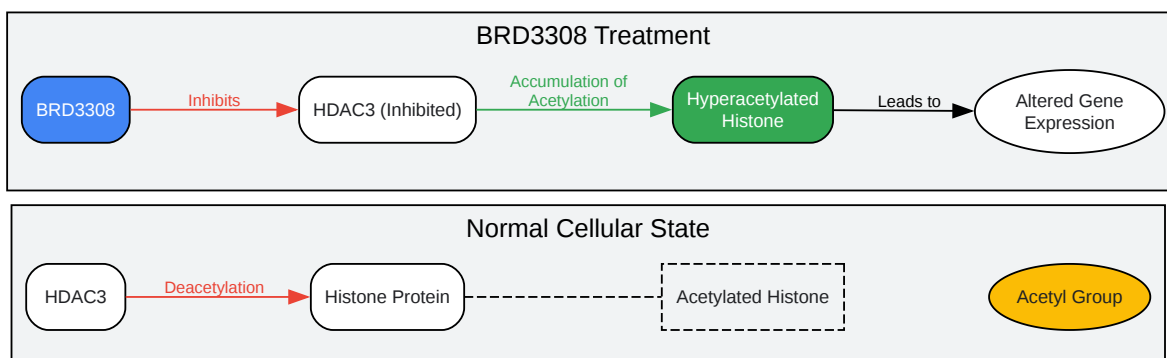 BRD3308 Treatment
BRD3308
Inhibits
HDAC3 (Inhibited)
Accumulation of
Acetylation
Hyperacetylated
Histone
Leads to
Altered Gene
Expression
Normal Cellular State
HDAC3
Deacetylation
Histone Protein
Acetylated Histone
Acetyl Group